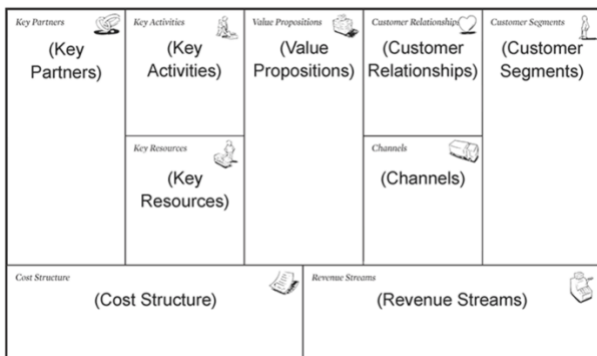 Key Partners
(Key
Partners)
Key Activities
(Key
Activities)
Key Resources
(Key
Resources)
Value Propositions
(Value
Propositions)
Customer Relationships
(Customer
Relationships)
Channels
(Channels)
Customer Segments
(Customer
Segments)
Cost Structure
(Cost Structure)
Revenue Streams
(Revenue Streams)